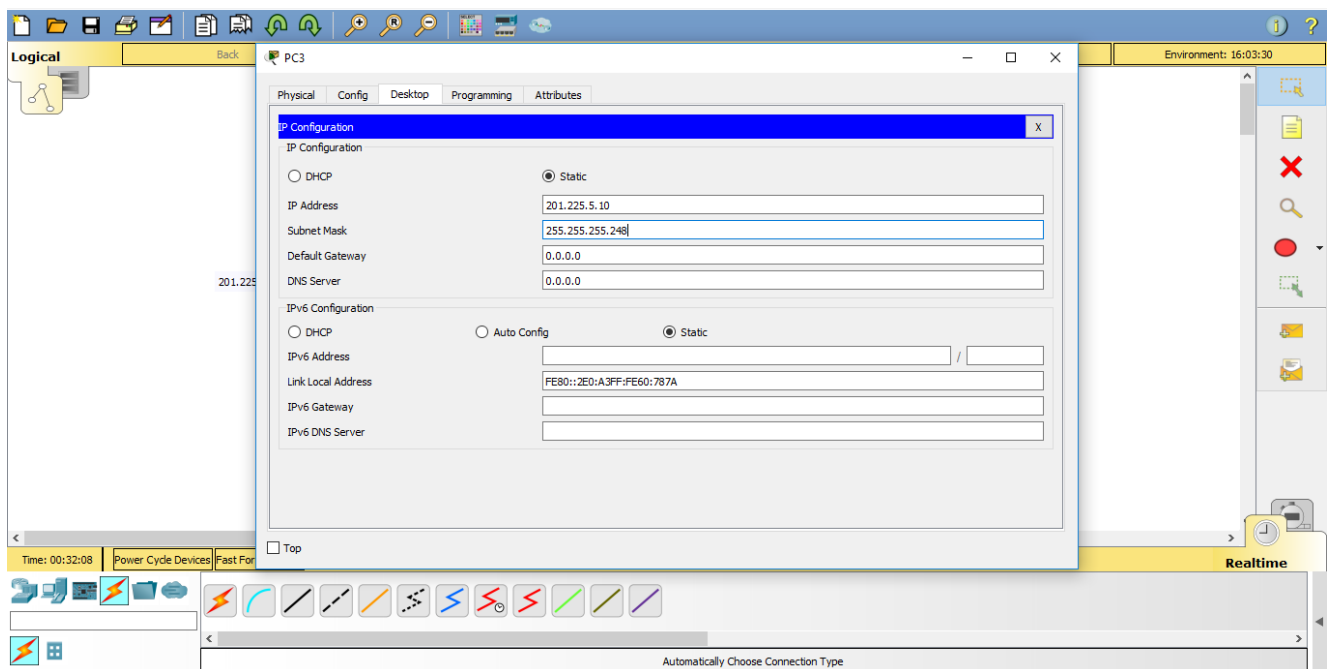 Logical
Back
Environment: 16:03:30
PC3
Physical Config Desktop Programming Attributes
IP Configuration
X
IP Configuration
DHCP
Static
IP Address
201.225.5.10
Subnet Mask
255.255.255.248
Default Gateway
0.0.0.0
DNS Server
0.0.0.0
201.225
IPv6 Configuration
DHCP
Auto Config
Static
IPv6 Address
/
Link Local Address
FE80::2E0:A3FF:FE60:787A
IPv6 Gateway
IPv6 DNS Server
Top
Time: 00:32:08
Power Cycle Devices
Fast For
Realtime
Automatically Choose Connection Type